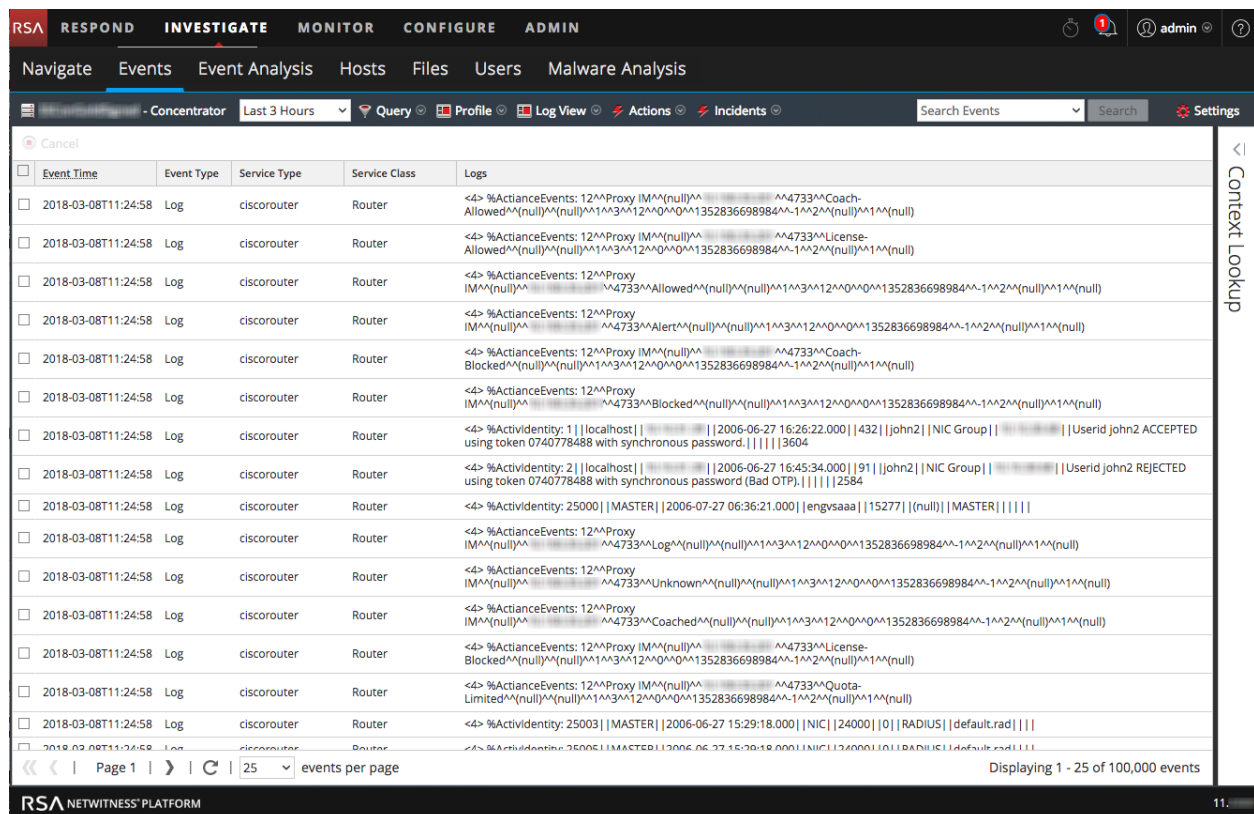 RSA RESPOND INVESTIGATE MONITOR CONFIGURE ADMIN 1 admin ?
Navigate Events Event Analysis Hosts Files Users Malware Analysis
- Concentrator Last 3 Hours Query Profile Log View Actions Incidents Search Events Search Settings
Cancel
Context Lookup
Event Time Event Type Service Type Service Class Logs
2018-03-08T11:24:58 Log ciscorouter Router <4> %ActianceEvents: 12^^Proxy IM^^(null)^^ ^^4733^^Coach-
Allowed^^(null)^^(null)^^1^^3^^12^^0^^0^^1352836698984^^-1^^2^^(null)^^1^^(null)
2018-03-08T11:24:58 Log ciscorouter Router <4> %ActianceEvents: 12^^Proxy IM^^(null)^^ ^^4733^^License-
Allowed^^(null)^^(null)^^1^^3^^12^^0^^0^^1352836698984^^-1^^2^^(null)^^1^^(null)
2018-03-08T11:24:58 Log ciscorouter Router <4> %ActianceEvents: 12^^Proxy
IM^^(null)^^ ^^4733^^Allowed^^(null)^^(null)^^1^^3^^12^^0^^0^^1352836698984^^-1^^2^^(null)^^1^^(null)
2018-03-08T11:24:58 Log ciscorouter Router <4> %ActianceEvents: 12^^Proxy
IM^^(null)^^ ^^4733^^Alert^^(null)^^(null)^^1^^3^^12^^0^^0^^1352836698984^^-1^^2^^(null)^^1^^(null)
2018-03-08T11:24:58 Log ciscorouter Router <4> %ActianceEvents: 12^^Proxy IM^^(null)^^ ^^4733^^Coach-
Blocked^^(null)^^(null)^^1^^3^^12^^0^^0^^1352836698984^^-1^^2^^(null)^^1^^(null)
2018-03-08T11:24:58 Log ciscorouter Router <4> %ActianceEvents: 12^^Proxy
IM^^(null)^^ ^^4733^^Blocked^^(null)^^(null)^^1^^3^^12^^0^^0^^1352836698984^^-1^^2^^(null)^^1^^(null)
2018-03-08T11:24:58 Log ciscorouter Router <4> %ActivIdentity: 1||localhost|| ||2006-06-27 16:26:22.000||432||john2||NIC Group|| ||Userid john2 ACCEPTED
using token 0740778488 with synchronous password.||||||3604
2018-03-08T11:24:58 Log ciscorouter Router <4> %ActivIdentity: 2||localhost|| ||2006-06-27 16:45:34.000||91||john2||NIC Group|| ||Userid john2 REJECTED
using token 0740778488 with synchronous password (Bad OTP).||||||2584
2018-03-08T11:24:58 Log ciscorouter Router <4> %ActivIdentity: 25000||MASTER||2006-07-27 06:36:21.000||engvsaaa||15277||(null)||MASTER||||||
2018-03-08T11:24:58 Log ciscorouter Router <4> %ActianceEvents: 12^^Proxy
IM^^(null)^^ ^^4733^^Log^^(null)^^(null)^^1^^3^^12^^0^^0^^1352836698984^^-1^^2^^(null)^^1^^(null)
2018-03-08T11:24:58 Log ciscorouter Router <4> %ActianceEvents: 12^^Proxy
IM^^(null)^^ ^^4733^^Unknown^^(null)^^(null)^^1^^3^^12^^0^^0^^1352836698984^^-1^^2^^(null)^^1^^(null)
2018-03-08T11:24:58 Log ciscorouter Router <4> %ActianceEvents: 12^^Proxy
IM^^(null)^^ ^^4733^^Coached^^(null)^^(null)^^1^^3^^12^^0^^0^^1352836698984^^-1^^2^^(null)^^1^^(null)
2018-03-08T11:24:58 Log ciscorouter Router <4> %ActianceEvents: 12^^Proxy IM^^(null)^^ ^^4733^^License-
Blocked^^(null)^^(null)^^1^^3^^12^^0^^0^^1352836698984^^-1^^2^^(null)^^1^^(null)
2018-03-08T11:24:58 Log ciscorouter Router <4> %ActianceEvents: 12^^Proxy IM^^(null)^^ ^^4733^^Quota-
Limited^^(null)^^(null)^^1^^3^^12^^0^^0^^1352836698984^^-1^^2^^(null)^^1^^(null)
2018-03-08T11:24:58 Log ciscorouter Router <4> %ActivIdentity: 25003||MASTER||2006-06-27 15:29:18.000||NIC||24000||0||RADIUS||default.rad||||
2018-03-08T11:24:58 Log ciscorouter Router <4> %ActivIdentity: 25005||MASTER||2006-06-27 15:29:18.000||NIC||24000||0||RADIUS||default.rad||||
Page 1 25 events per page Displaying 1 - 25 of 100,000 events
RSA NETWITNESS® PLATFORM 11.